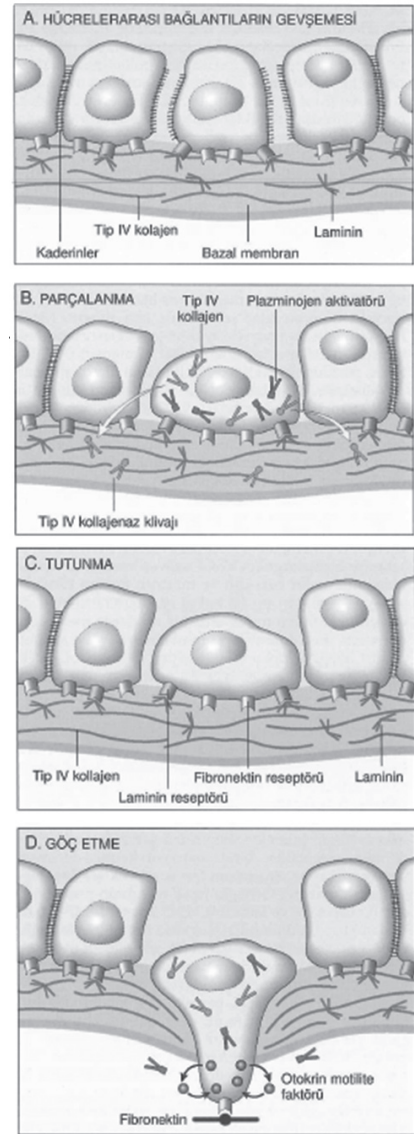 A. HÜCRELERARASI BAĞLANTILARIN GEVŞEMESİ
Tip IV kolajen
Laminin
Kaderinler
Bazal membran
B. PARÇALANMA
Tip IV
kollajen
Plazminojen aktivatörü
Tip IV kollajenaz klivajı
C. TUTUNMA
Tip IV kollajen
Fibronektin reseptörü
Laminin
Laminin reseptörü
D. GÖÇ ETME
Otokrin motilite
faktörü
Fibronektin